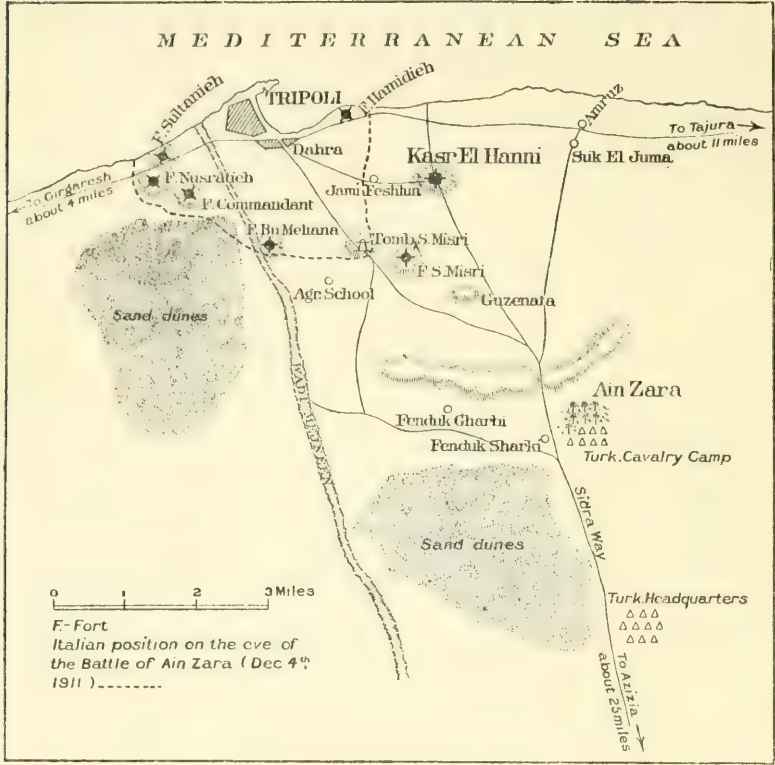 MEDITERRANEAN SEA
F. Sultanieh
TRIPOLI
F. Hamidieh
Amruz
To Tajura
about 11 miles
Dahra
Kasr El Hanni
Suk El Juma
Jami Feshlun
To Girgaresh
about 4 miles
F. Nusratieh
F. Commandant
F. Bu Meliana
Tomb. S. Misri
F. S. Misri
Agr. School
Guzenata
Sand dunes
WADI MEJNEEN
Ain Zara
Fenduk Gharbi
Fenduk Sharki
Turk. Cavalry Camp
Sidra Way
Sand dunes
Turk. Headquarters
0 1 2 3 Miles
F.-Fort
Italian position on the eve of
the Battle of Ain Zara (Dec 4th,
1911)
To Azizia
about 25 miles